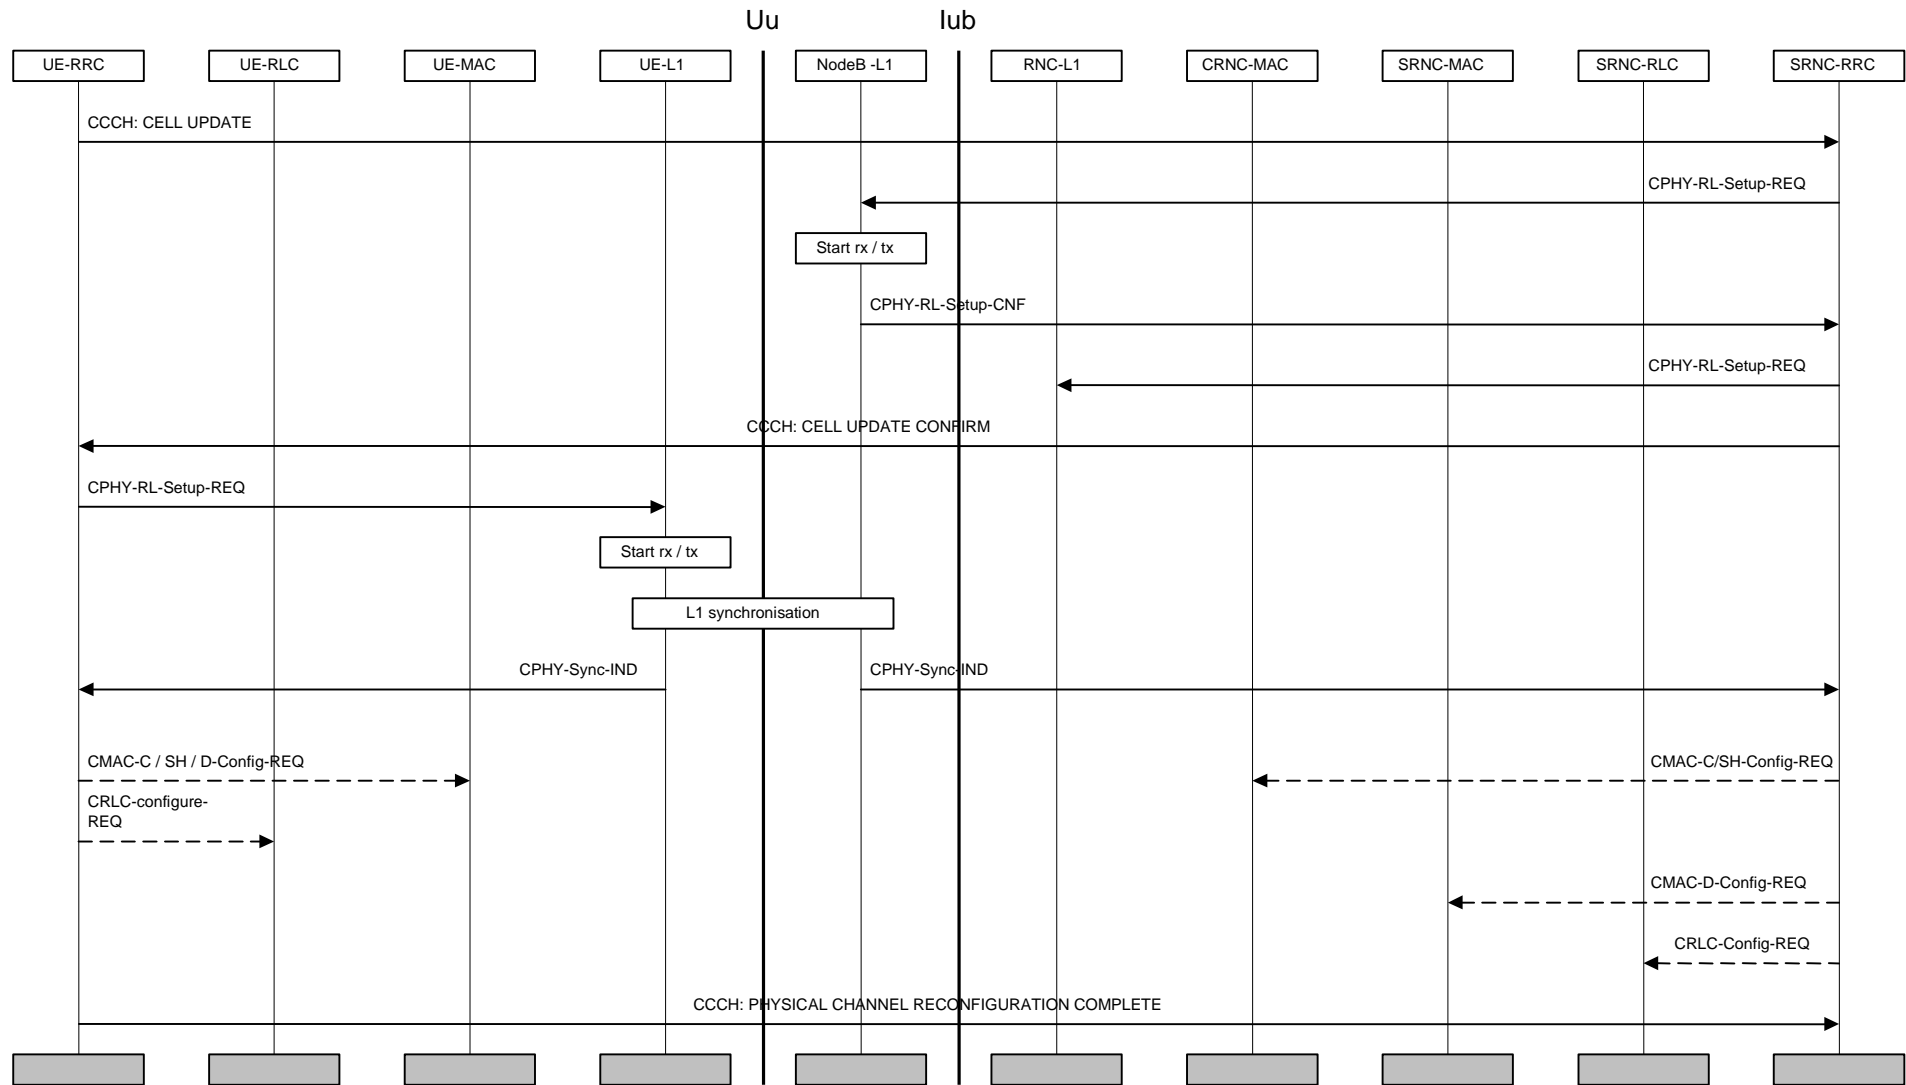 Uu
Iub
UE-RRC
UE-RLC
UE-MAC
UE-L1
NodeB -L1
RNC-L1
CRNC-MAC
SRNC-MAC
SRNC-RLC
SRNC-RRC
CCCH: CELL UPDATE
CPHY-RL-Setup-REQ
Start rx / tx
CPHY-RL-Setup-CNF
CPHY-RL-Setup-REQ
CCCH: CELL UPDATE CONFIRM
CPHY-RL-Setup-REQ
Start rx / tx
L1 synchronisation
CPHY-Sync-IND
CPHY-Sync-IND
CMAC-C / SH / D-Config-REQ
CMAC-C/SH-Config-REQ
CRLC-configure-
REQ
CMAC-D-Config-REQ
CRLC-Config-REQ
CCCH: PHYSICAL CHANNEL RECONFIGURATION COMPLETE